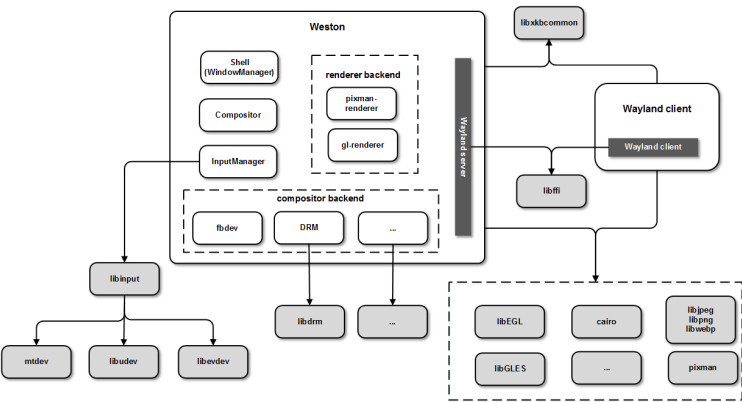 Weston
libxkbcommon
Shell
(WindowManager)
renderer backend
pixman-
renderer
Compositor
gl-renderer
InputManager
Wayland server
Wayland client
Wayland client
libffi
compositor backend
fbdev
DRM
...
libinput
libdrm
...
mtdev
libudev
libevdev
libEGL
cairo
libjpeg
libpng
libwebp
libGLES
...
pixman